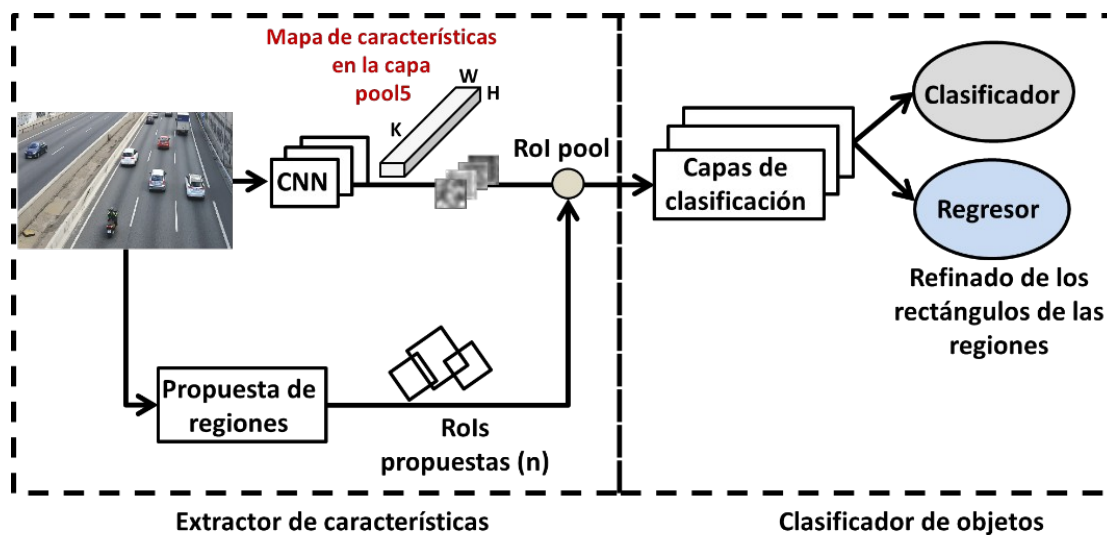 Mapa de características
en la capa
pool5
W
H
K
CNN
RoI pool
Capas de
clasificación
Clasificador
Regresor
Refinado de los
rectángulos de las
regiones
Propuesta de
regiones
RoIs
propuestas (n)
Extractor de características
Clasificador de objetos